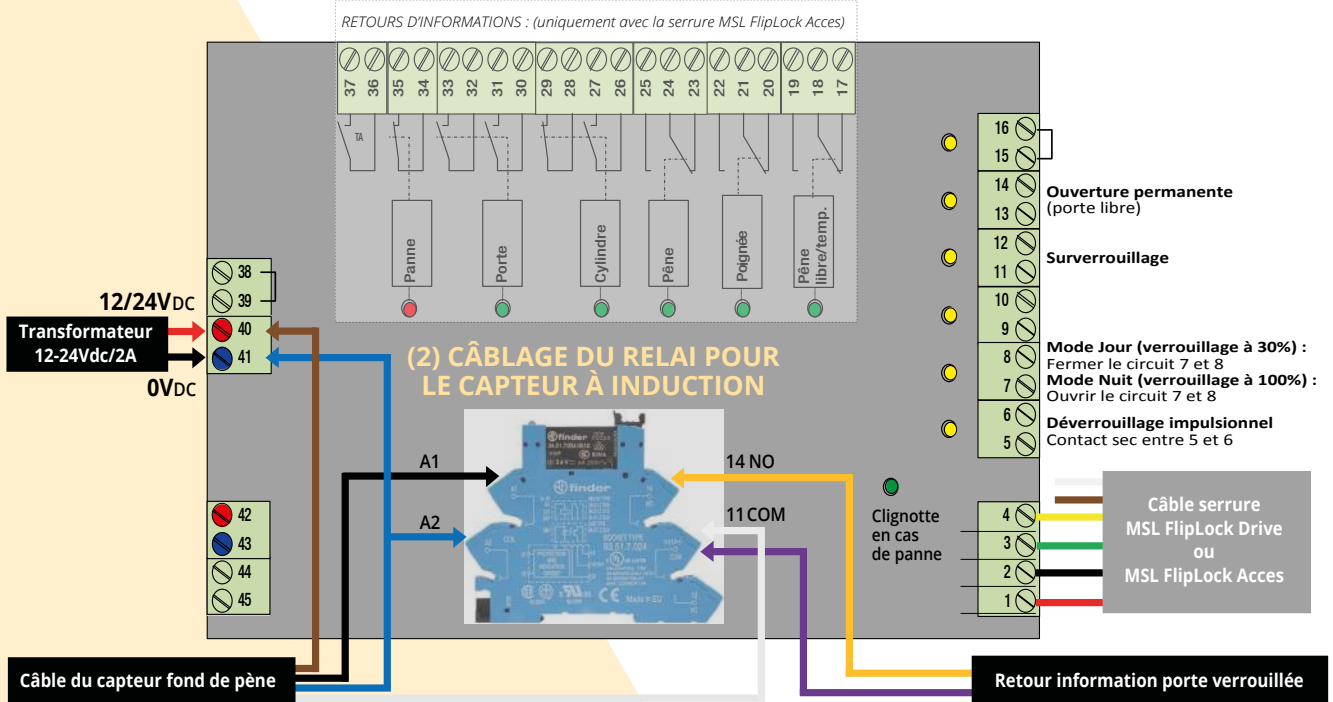 RETOURS D'INFORMATIONS : (uniquement avec la serrure MSL FlipLock Acces)
37 36 35 34 33 32 31 30 29 28 27 26 25 24 23 22 21 20 19 18 17
TA
Panne
Porte
Cylindre
Pêne
Poignée
Pêne
libre/temp.
16
15
14
13
Ouverture permanente
(porte libre)
12
11
Surverrouillage
10
9
8
7
Mode Jour (verrouillage à 30%) :
Fermer le circuit 7 et 8
Mode Nuit (verrouillage à 100%) :
Ouvrir le circuit 7 et 8
6
5
Déverrouillage impulsionnel
Contact sec entre 5 et 6
38
39
12/24VDC
Transformateur
12-24Vdc/2A
40
41
0VDC
(2) CÂBLAGE DU RELAI POUR
LE CAPTEUR À INDUCTION
finder
finder
A1
A2
14 NO
11 COM
Made in EU
42
43
44
45
Clignotte
en cas
de panne
4
3
2
1
Câble serrure
MSL FlipLock Drive
ou
MSL FlipLock Acces
Câble du capteur fond de pène
Retour information porte verrouillée